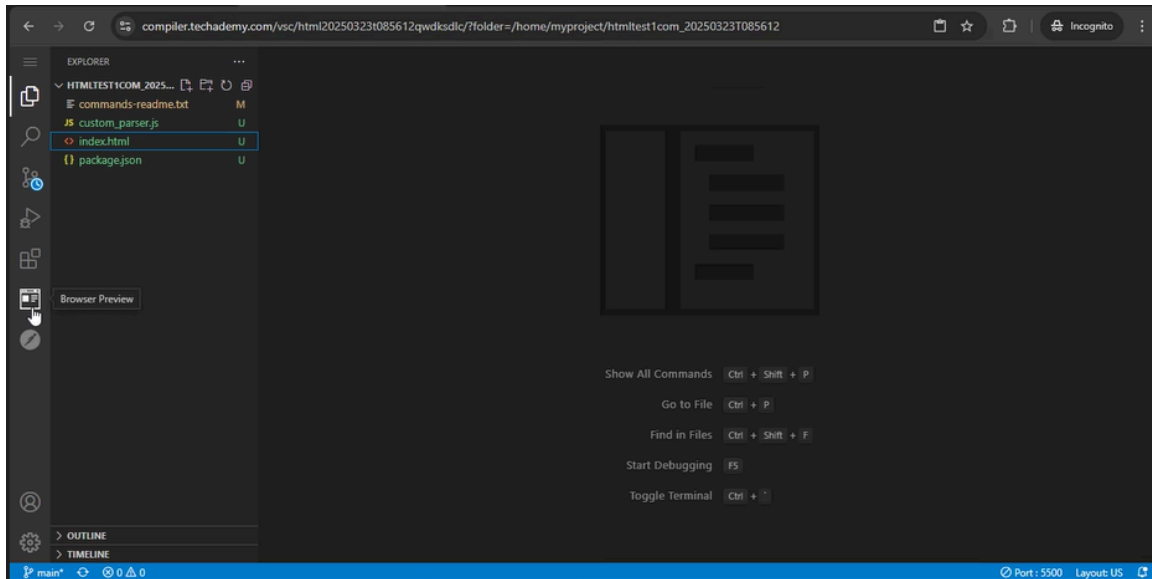 compiler.techademy.com/vsc/html20250323t085612qwdksdlc/?folder=/home/myproject/htmltest1com_20250323T085612
Incognito
EXPLORER
HTMLTEST1COM_2025...
commands-readme.txt M
JS custom_parser.js U
<> index.html U
{} package.json U
Browser Preview
Show All Commands Ctrl + Shift + P
Go to File Ctrl + P
Find in Files Ctrl + Shift + F
Start Debugging F5
Toggle Terminal Ctrl + `
OUTLINE
TIMELINE
main* 0 0 Port : 5500 Layout: US